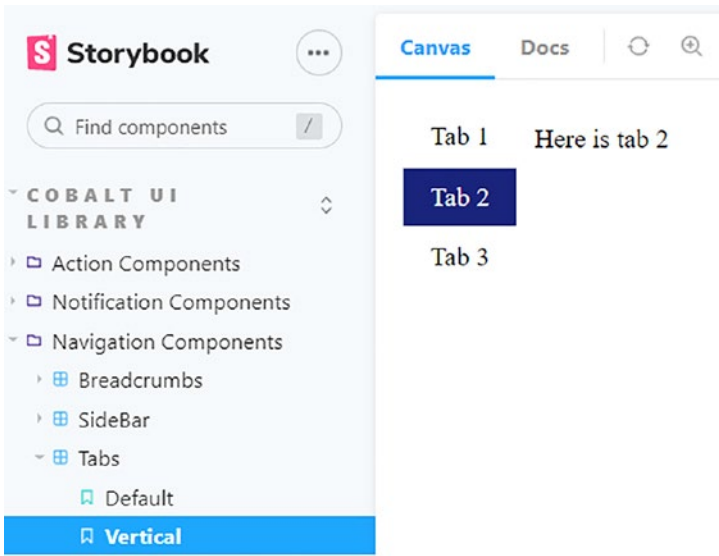 S Storybook
Canvas Docs
Find components /
Tab 1 Here is tab 2
COBALT UI
LIBRARY
Tab 2
Action Components
Tab 3
Notification Components
Navigation Components
Breadcrumbs
SideBar
Tabs
Default
Vertical